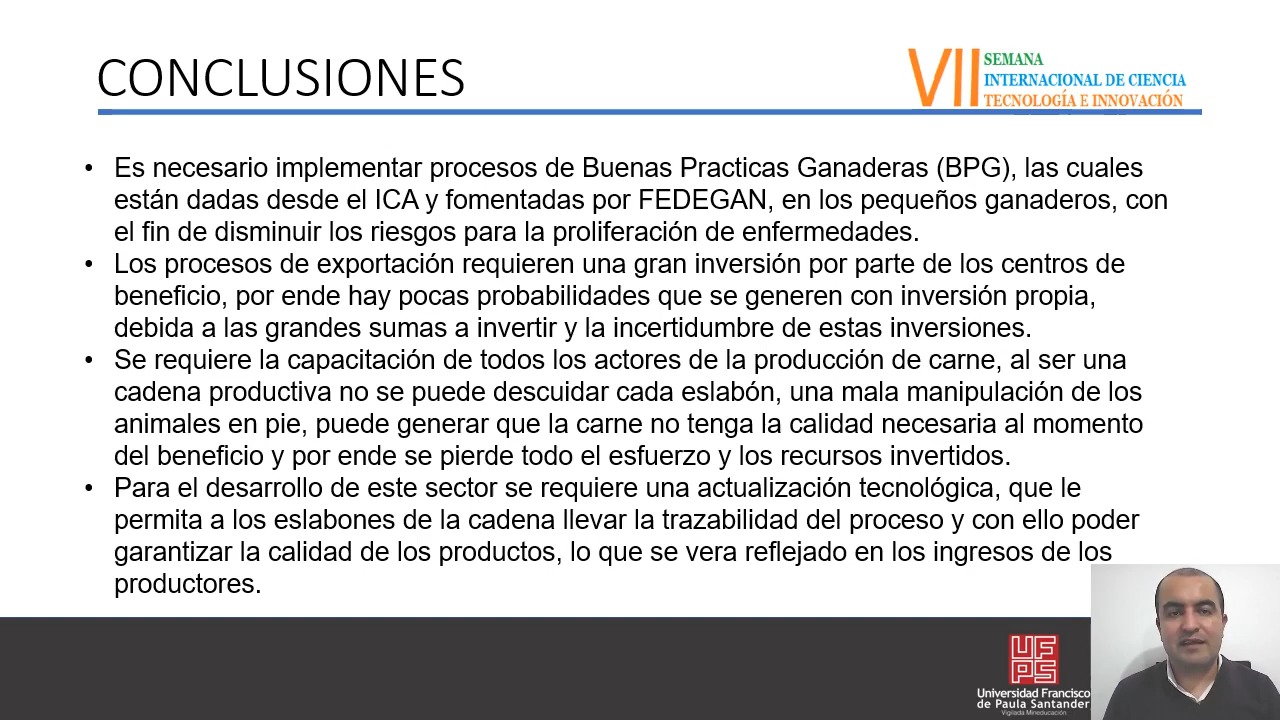 CONCLUSIONES
VII SEMANA
INTERNACIONAL DE CIENCIA
TECNOLOGÍA E INNOVACIÓN
• Es necesario implementar procesos de Buenas Practicas Ganaderas (BPG), las cuales
están dadas desde el ICA y fomentadas por FEDEGAN, en los pequeños ganaderos, con
el fin de disminuir los riesgos para la proliferación de enfermedades.
• Los procesos de exportación requieren una gran inversión por parte de los centros de
beneficio, por ende hay pocas probabilidades que se generen con inversión propia,
debida a las grandes sumas a invertir y la incertidumbre de estas inversiones.
• Se requiere la capacitación de todos los actores de la producción de carne, al ser una
cadena productiva no se puede descuidar cada eslabón, una mala manipulación de los
animales en pie, puede generar que la carne no tenga la calidad necesaria al momento
del beneficio y por ende se pierde todo el esfuerzo y los recursos invertidos.
• Para el desarrollo de este sector se requiere una actualización tecnológica, que le
permita a los eslabones de la cadena llevar la trazabilidad del proceso y con ello poder
garantizar la calidad de los productos, lo que se vera reflejado en los ingresos de los
productores.
UF
PS
Universidad Francisco
de Paula Santander
Vigilada Mineducación